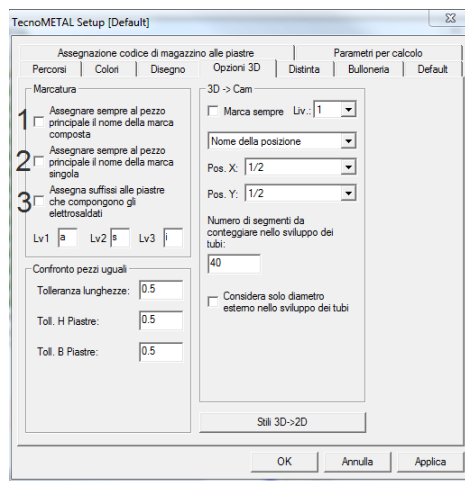 TecnoMETAL Setup [Default]
Assegnazione codice di magazzino alle piastre
Parametri per calcolo
Percorsi
Colori
Disegno
Opzioni 3D
Distinta
Bulloneria
Default
Marcatura
1
Assegnare sempre al pezzo
principale il nome della marca
composta
2
Assegnare sempre al pezzo
principale il nome della marca
singola
3
Assegna suffissi alle piastre
che compongono gli
elettrosaldati
Lv1 a Lv2 s Lv3 i
Confronto pezzi uguali
Tolleranza lunghezze: 0.5
Toll. H Piastre: 0.5
Toll. B Piastre: 0.5
3D -> Cam
Marca sempre Liv.: 1
Nome della posizione
Pos. X: 1/2
Pos. Y: 1/2
Numero di segmenti da
conteggiare nello sviluppo dei
tubi:
40
Considera solo diametro
esterno nello sviluppo dei tubi
Stili 3D->2D
OK
Annulla
Applica